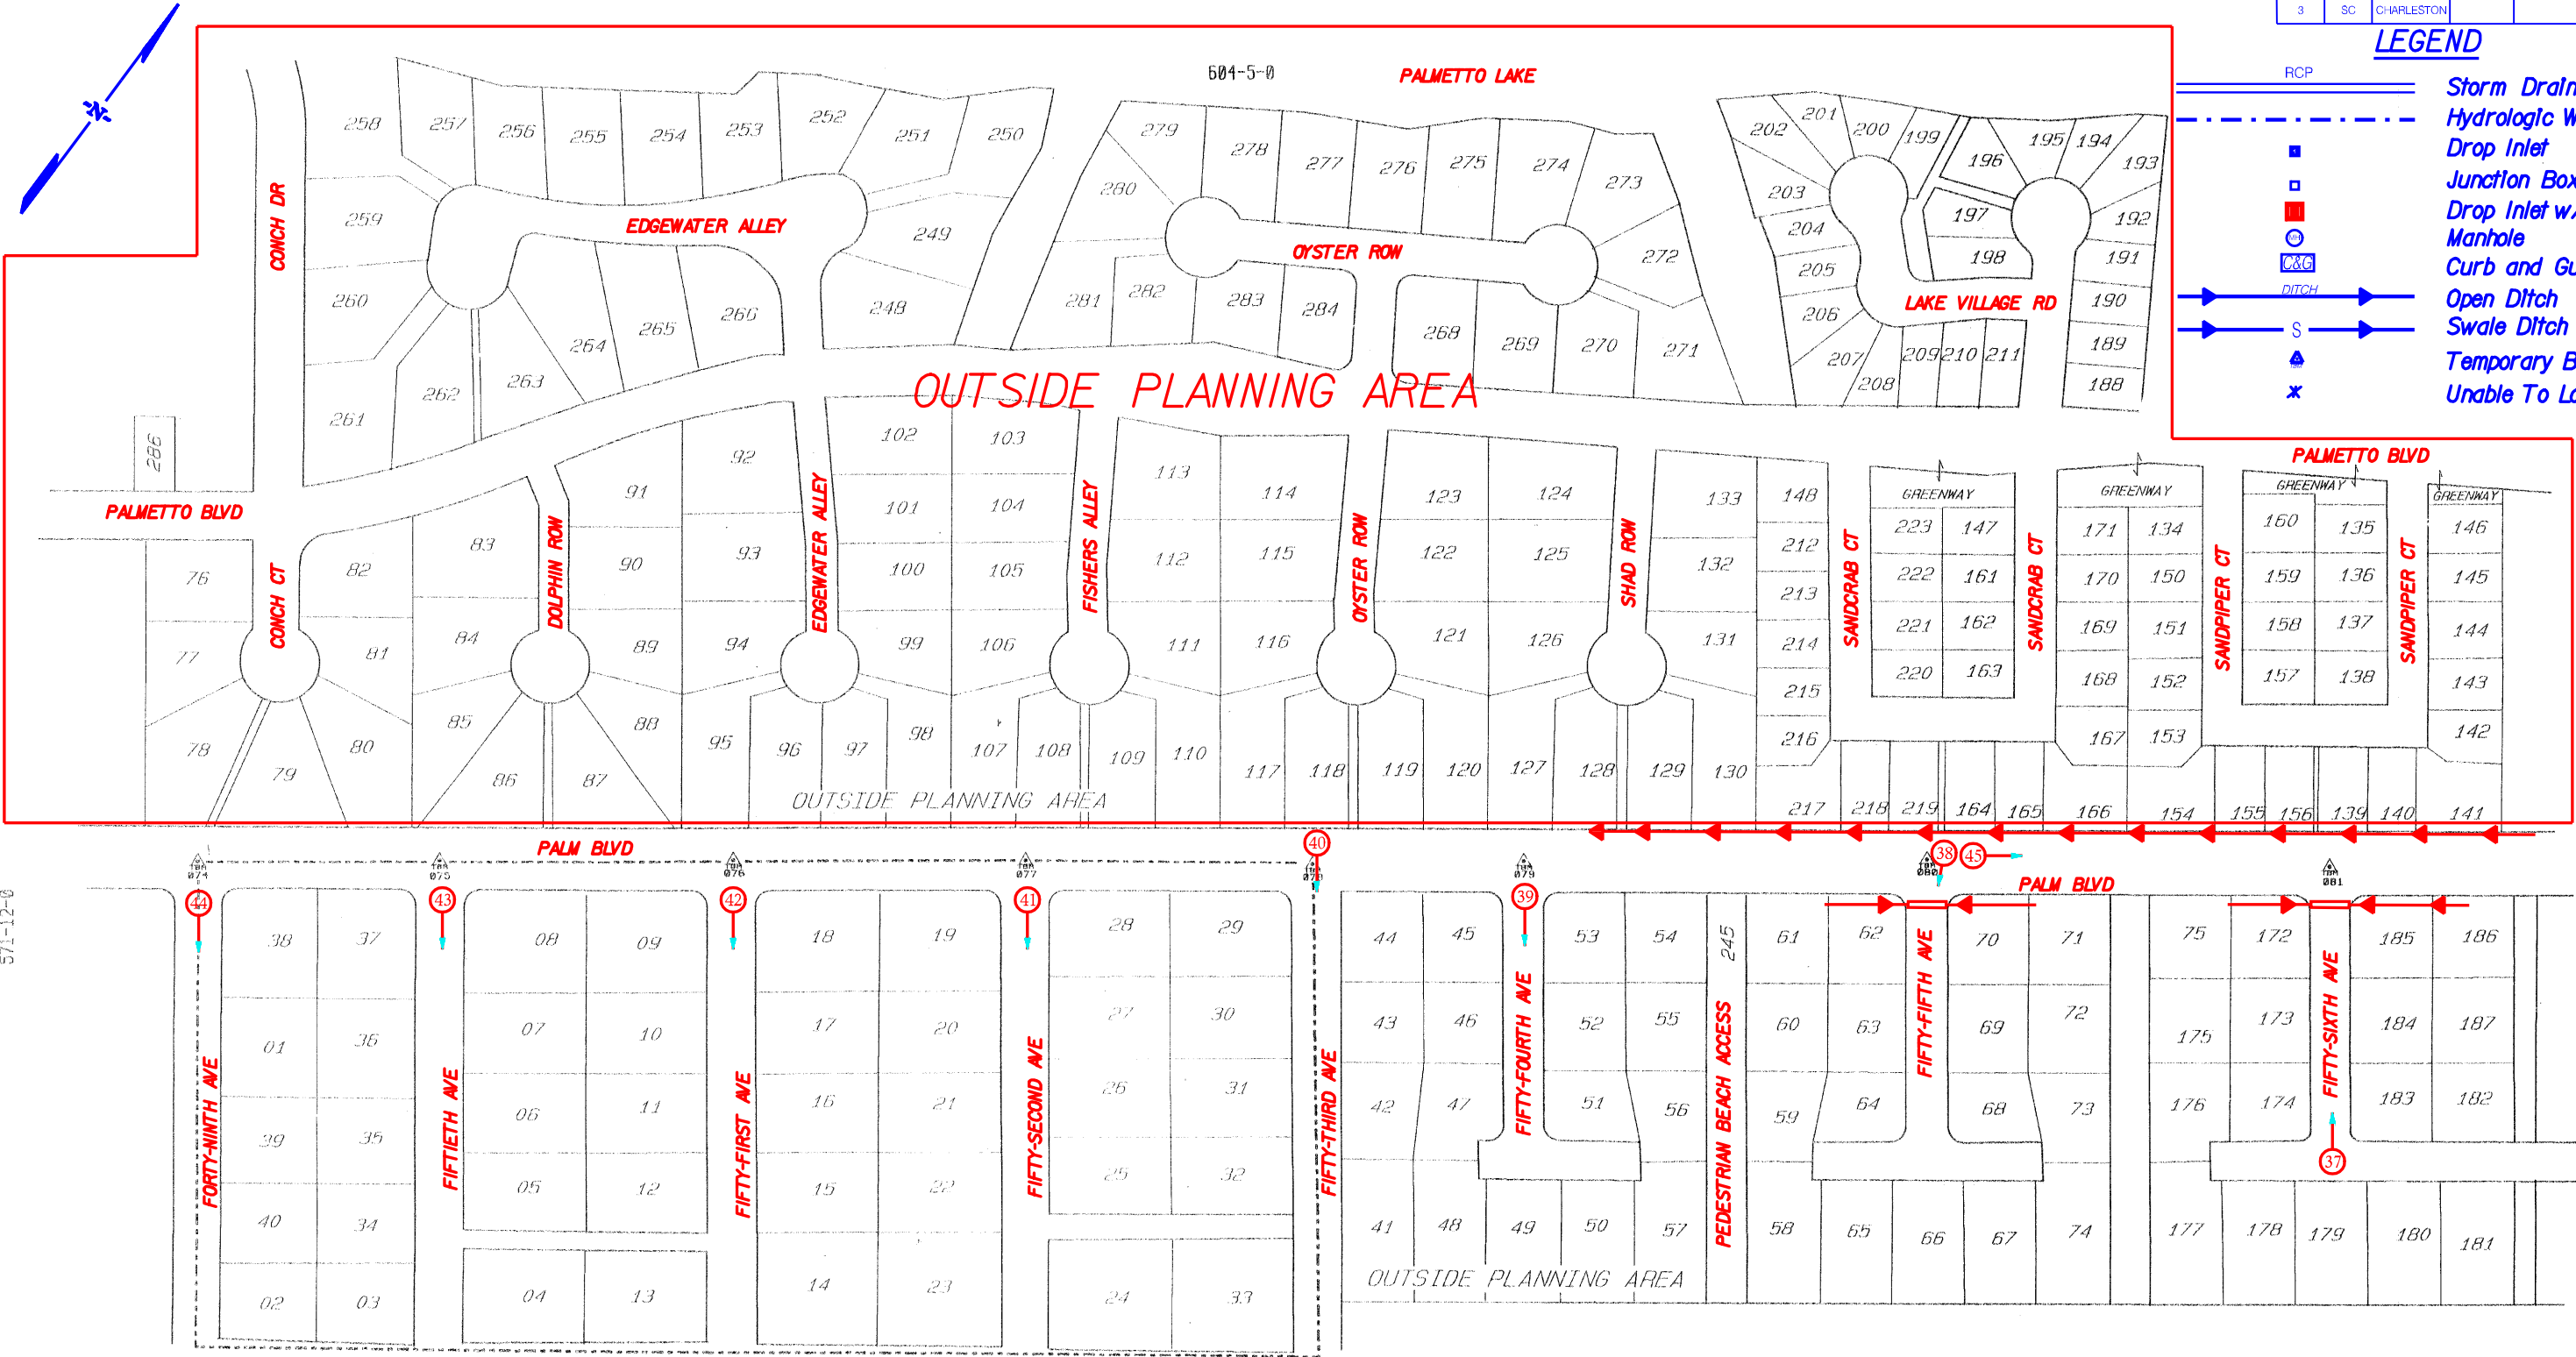 3 SC CHARLESTON
LEGEND
RCP
Storm Drain
Hydrologic W
Drop Inlet
Junction Box
Drop Inlet w/
MH Manhole
C&G Curb and Gu
DITCH
Open Ditch
S Swale Ditch
Temporary B
Unable To Lo
-N-
604-5-0
PALMETTO LAKE
258 257 256 255 254 253 252 251 250
279 278 277 276 275 274 273
202 201 200 199 196 195 194 193
CONCH DR
259
EDGEWATER ALLEY
249
280
OYSTER ROW
272
203 204 197 192
205 198 191
260 264 265 266 248
281 282 283 284
268 269 270 271
206
LAKE VILLAGE RD
190
207 208 209 210 211 189 188
261 262 263
OUTSIDE PLANNING AREA
286
PALMETTO BLVD
PALMETTO BLVD
GREENWAY
GREENWAY
GREENWAY
GREENWAY
92 102 103 113 114 123 124 133 148
91 101 104
223 147 171 134 160 135 146
83 90 93 100 105 112 115 122 125 132 212
76 82
222 161 170 150 159 136 145
213
CONCH CT
DOLPHIN ROW
EDGEWATER ALLEY
FISHERS ALLEY
OYSTER ROW
SHAD ROW
SANDCRAB CT
SANDCRAB CT
SANDPIPER CT
SANDPIPER CT
77 81 84 89 94 99 106 111 116 121 126 131 214
221 162 169 151 158 137 144
220 163 168 152 157 138 143
215
78 79 80 85 86 87 88 95 96 97 98 107 108 109 110
117 118 119 120 127 128 129 130
216 167 153 142
217 218 219 164 165 166 154 155 156 139 140 141
OUTSIDE PLANNING AREA
PALM BLVD
40
38 45
TBM 074
TBM 075
TBM 076
TBM 077
TBM 079
TBM 080
TBM 081
PALM BLVD
44 43 42 41 39
571-12-0
38 37 08 09 18 19 28 29
44 45 53 54 245 61 62 70 71 75 172 185 186
01 36 07 10 17 20 27 30
43 46 52 55 60 63 69 72 175 173 184 187
FORTY-NINTH AVE
FIFTIETH AVE
FIFTY-FIRST AVE
FIFTY-SECOND AVE
FIFTY-THIRD AVE
FIFTY-FOURTH AVE
PEDESTRIAN BEACH ACCESS
FIFTY-FIFTH AVE
FIFTY-SIXTH AVE
39 35 06 11 16 21 26 31
42 47 51 56 59 64 68 73 176 174 183 182
37
40 34 05 12 15 22 25 32
41 48 49 50 57 58 65 66 67 74 177 178 179 180 181
02 03 04 13 14 23 24 33
OUTSIDE PLANNING AREA